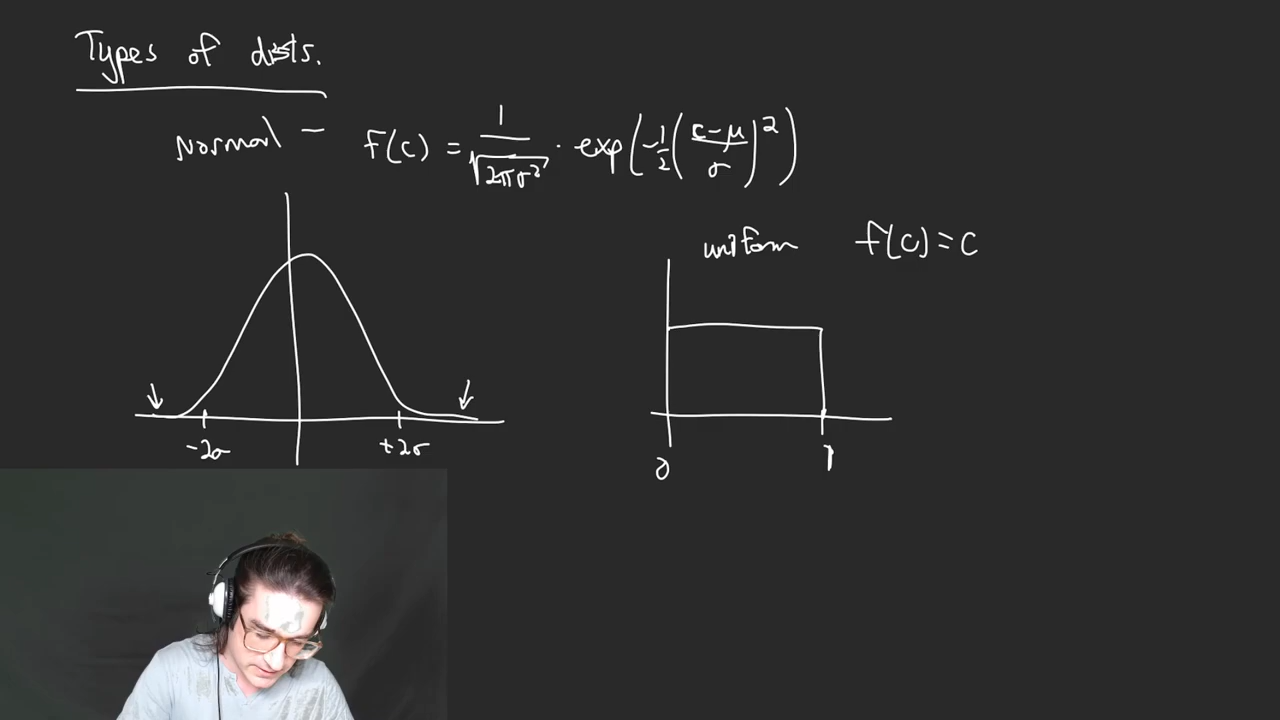 Types of dists.
Normal - f(c) = 1/√(2πσ²) · exp(-1/2((c-μ)/σ)²)
uniform f(c) = c
-2σ +2σ
0 1